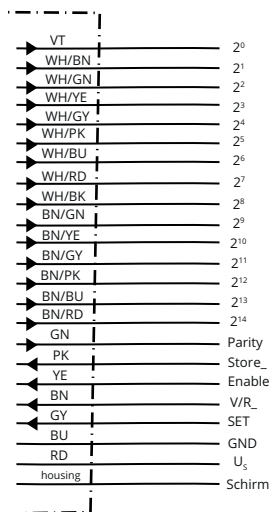 VT 2⁰
WH/BN 2¹
WH/GN 2²
WH/YE 2³
WH/GY 2⁴
WH/PK 2⁵
WH/BU 2⁶
WH/RD 2⁷
WH/BK 2⁸
BN/GN 2⁹
BN/YE 2¹⁰
BN/GY 2¹¹
BN/PK 2¹²
BN/BU 2¹³
BN/RD 2¹⁴
GN Parity
PK Store_
YE Enable
BN V/R_
GY SET
BU GND
RD Uₛ
housing Schirm